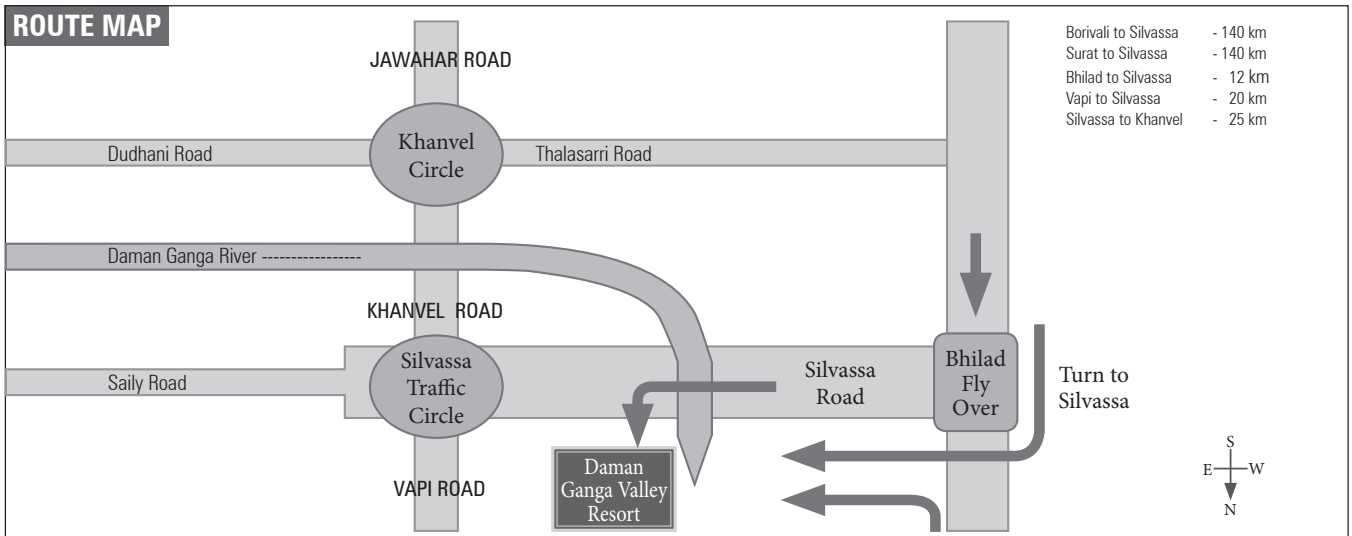 ROUTE MAP
Borivali to Silvassa - 140 km
Surat to Silvassa - 140 km
Bhilad to Silvassa - 12 km
Vapi to Silvassa - 20 km
Silvassa to Khanvel - 25 km
JAWAHAR ROAD
Dudhani Road
Khanvel
Circle
Thalasarri Road
Daman Ganga River -----------------
KHANVEL ROAD
Saily Road
Silvassa
Traffic
Circle
Silvassa
Road
Bhilad
Fly
Over
Turn to
Silvassa
VAPI ROAD
Daman
Ganga Valley
Resort
S
E W
N